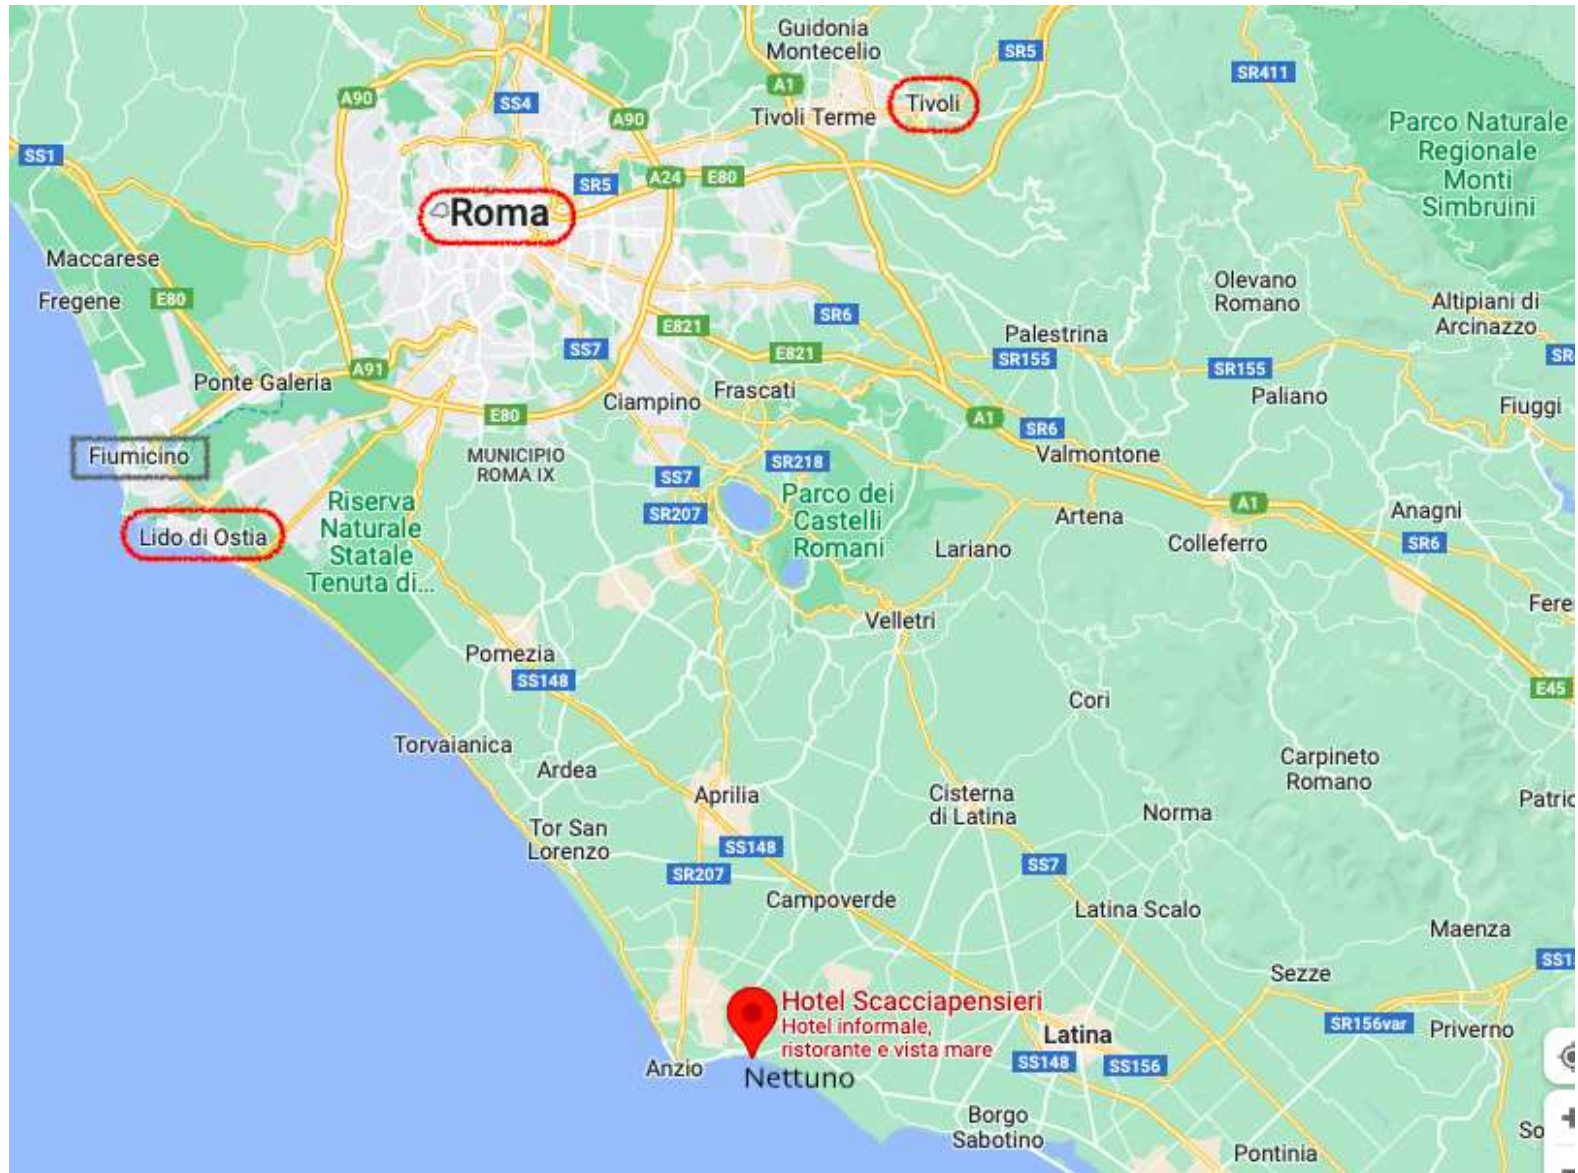 Guidonia
Montecelio
SR5
SR411
A1
A90
SS4
A90
Tivoli
Tivoli Terme
Parco Naturale
Regionale
Monti
Simbruini
SS1
SR5
A24
E80
Roma
Maccarese
Fregene
E80
Olevano
Romano
Altipiani di
Arcinazzo
SR6
E821
Palestrina
SS7
E821
SR155
SR155
A91
Ponte Galeria
Frascati
Ciampino
Paliano
Fiuggi
E80
A1
SR6
Fiumicino
MUNICIPIO
ROMA IX
Valmontone
SR218
SS7
SR207
Parco dei
Castelli
Romani
Riserva
Naturale
Statale
Tenuta di...
Lido di Ostia
A1
Anagni
Artena
Colleferro
SR6
Lariano
Velletri
Pomezia
SS148
E45
Cori
Torvaianica
Ardea
Carpineto
Romano
Aprilia
Cisterna
di Latina
Norma
Tor San
Lorenzo
SS148
SR207
SS7
Campoverde
Latina Scalo
Maenza
Sezze
Hotel Scacciapensieri
Hotel informale,
ristorante e vista mare
Latina
SR156var
Priverno
Anzio
Nettuno
SS148
SS156
Borgo
Sabotino
Pontinia